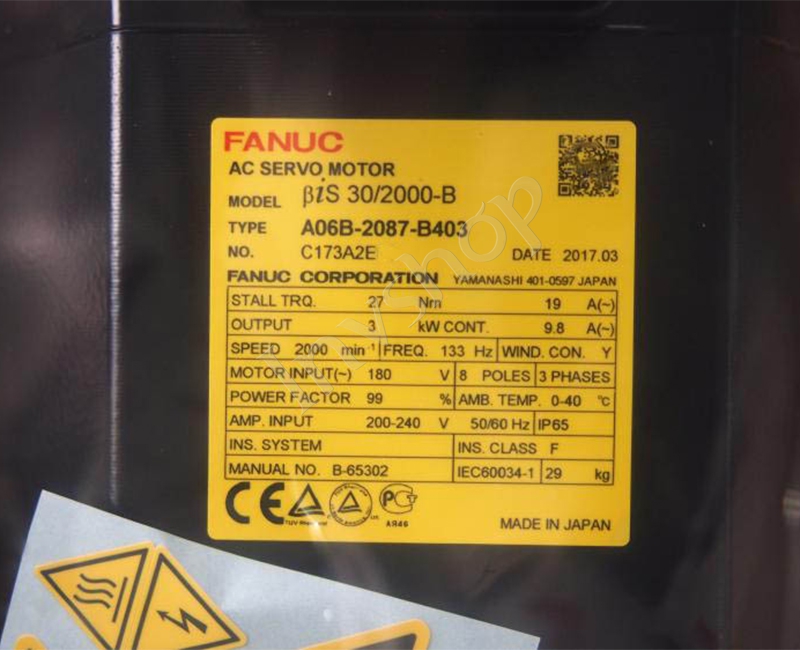 FANUC
AC SERVO MOTOR
MODEL βiS 30/2000-B
TYPE A06B-2087-B403
NO. C173A2E DATE 2017.03
FANUC CORPORATION YAMANASHI 401-0597 JAPAN
STALL TRQ. 27 Nm 19 A(~)
OUTPUT 3 kW CONT. 9.8 A(~)
SPEED 2000 min⁻¹ FREQ. 133 Hz WIND. CON. Y
MOTOR INPUT(~) 180 V 8 POLES 3 PHASES
POWER FACTOR 99 % AMB. TEMP. 0-40 ℃
AMP. INPUT 200-240 V 50/60 Hz IP65
INS. SYSTEM INS. CLASS F
MANUAL NO. B-65302 IEC60034-1 29 kg
CE
TUV
PCT
AЯ46
MADE IN JAPAN